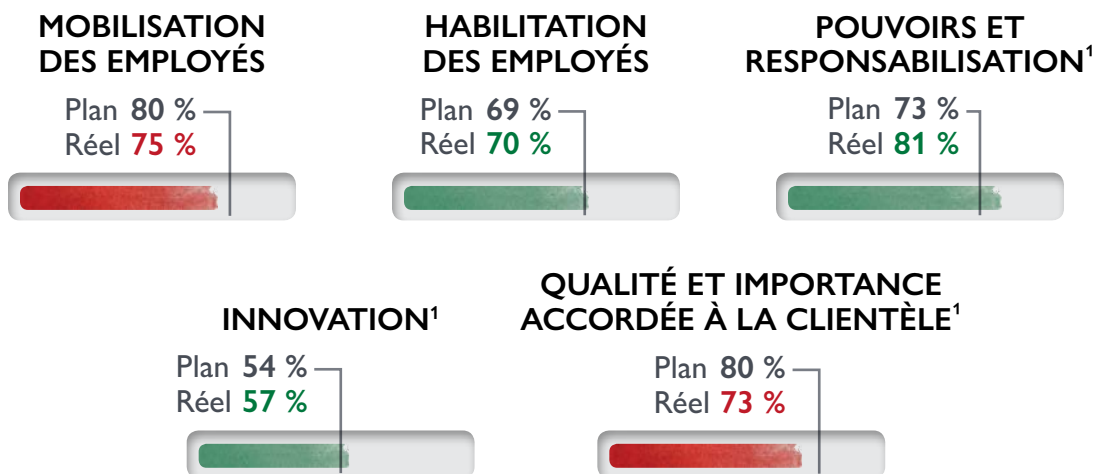 MOBILISATION
DES EMPLOYÉS
Plan 80 %
Réel 75 %
HABILITATION
DES EMPLOYÉS
Plan 69 %
Réel 70 %
POUVOIRS ET
RESPONSABILISATION¹
Plan 73 %
Réel 81 %
INNOVATION¹
Plan 54 %
Réel 57 %
QUALITÉ ET IMPORTANCE
ACCORDÉE À LA CLIENTÈLE¹
Plan 80 %
Réel 73 %